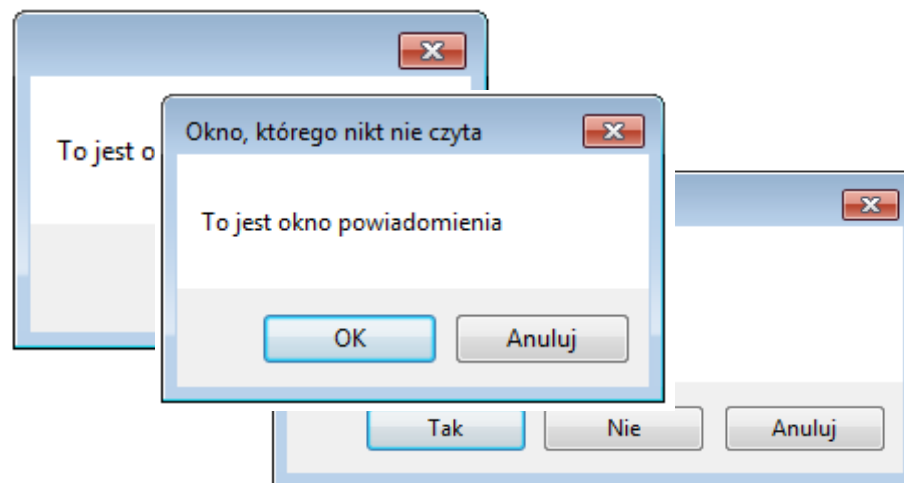 To jest o
Okno, którego nikt nie czyta
To jest okno powiadomienia
OK
Anuluj
Tak
Nie
Anuluj